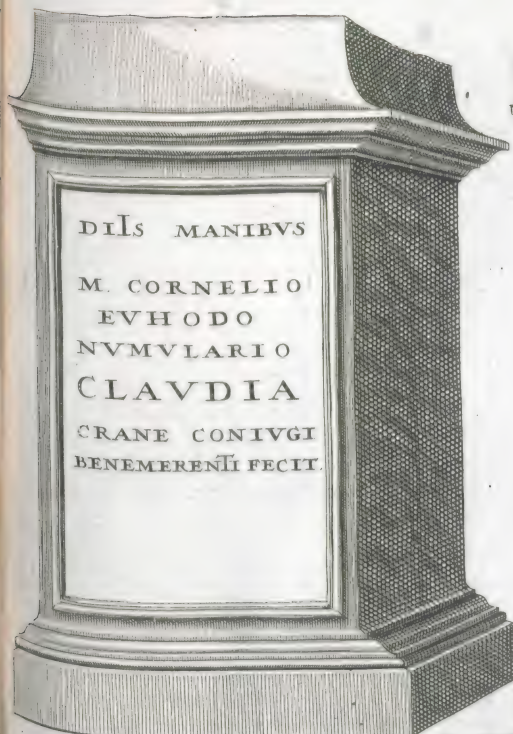 DIIS MANIBVS
M. CORNELIO
EVHODO
NVMVLARIO
CLAVDIA
CRANE CONIVGI
BENEMERENTI FECIT.